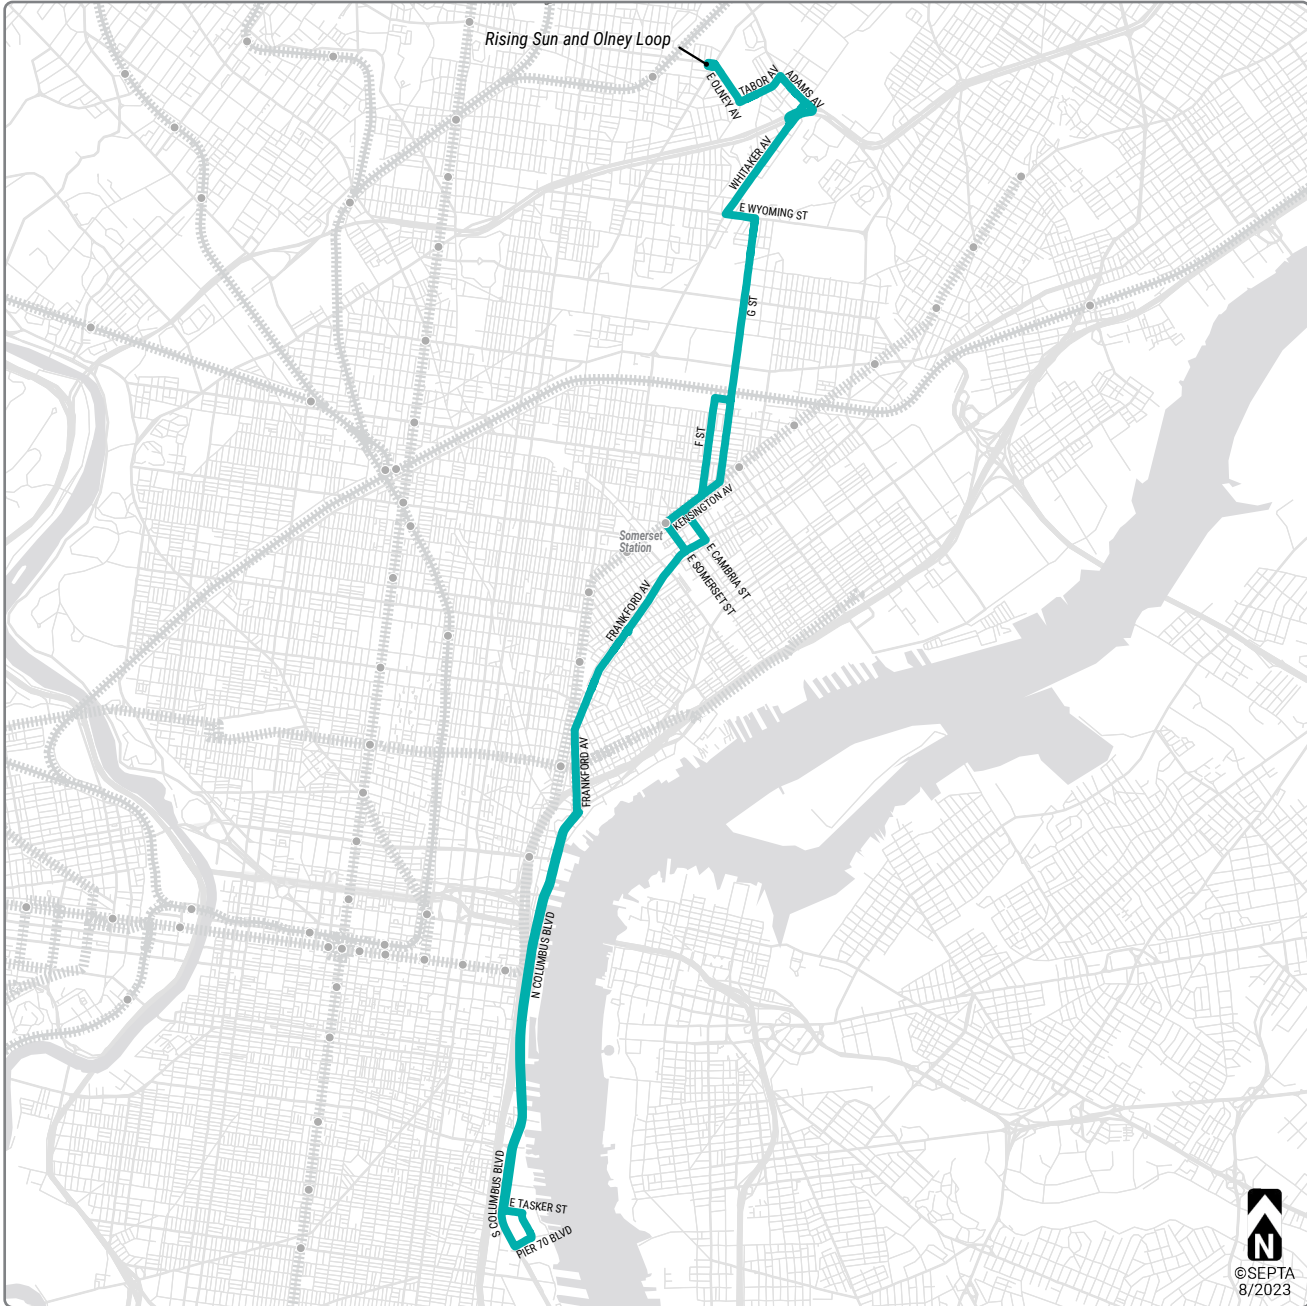 Rising Sun and Olney Loop
E OLNEY AV
TABOR AV
ADAMS AV
WHITAKER AV
E WYOMING ST
G ST
F ST
KENSINGTON AV
Somerset
Station
E CAMBRIA ST
E SOMERSET ST
FRANKFORD AV
FRANKFORD AV
N COLUMBUS BLVD
S COLUMBUS BLVD
E TASKER ST
PIER 70 BLVD
N
©SEPTA
8/2023